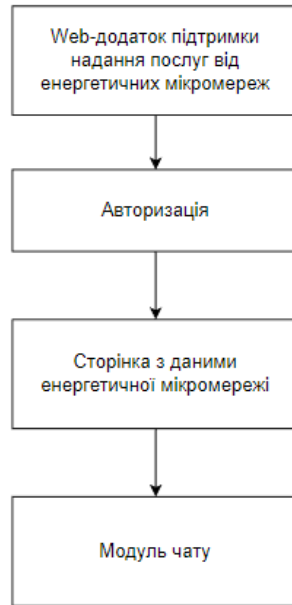 Web-додаток підтримки
надання послуг від
енергетичних мікромереж
Авторизація
Сторінка з даними
енергетичної мікромережі
Модуль чату